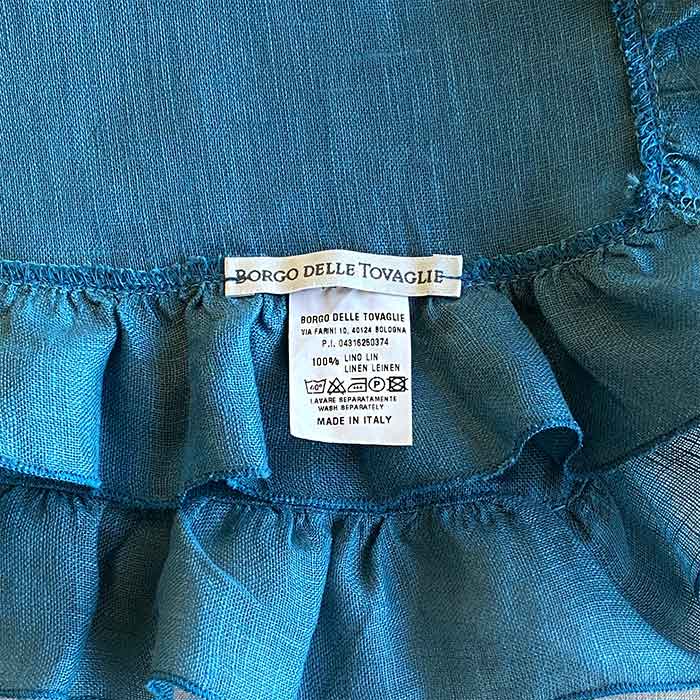 BORGO DELLE TOVAGLIE
BORGO DELLE TOVAGLIE
VIA FARINI 10, 40124 BOLOGNA
P.I. 04316250374
100% LINO LIN
LINEN LEINEN
40° P
LAVARE SEPARATAMENTE
WASH SEPARATELY
MADE IN ITALY